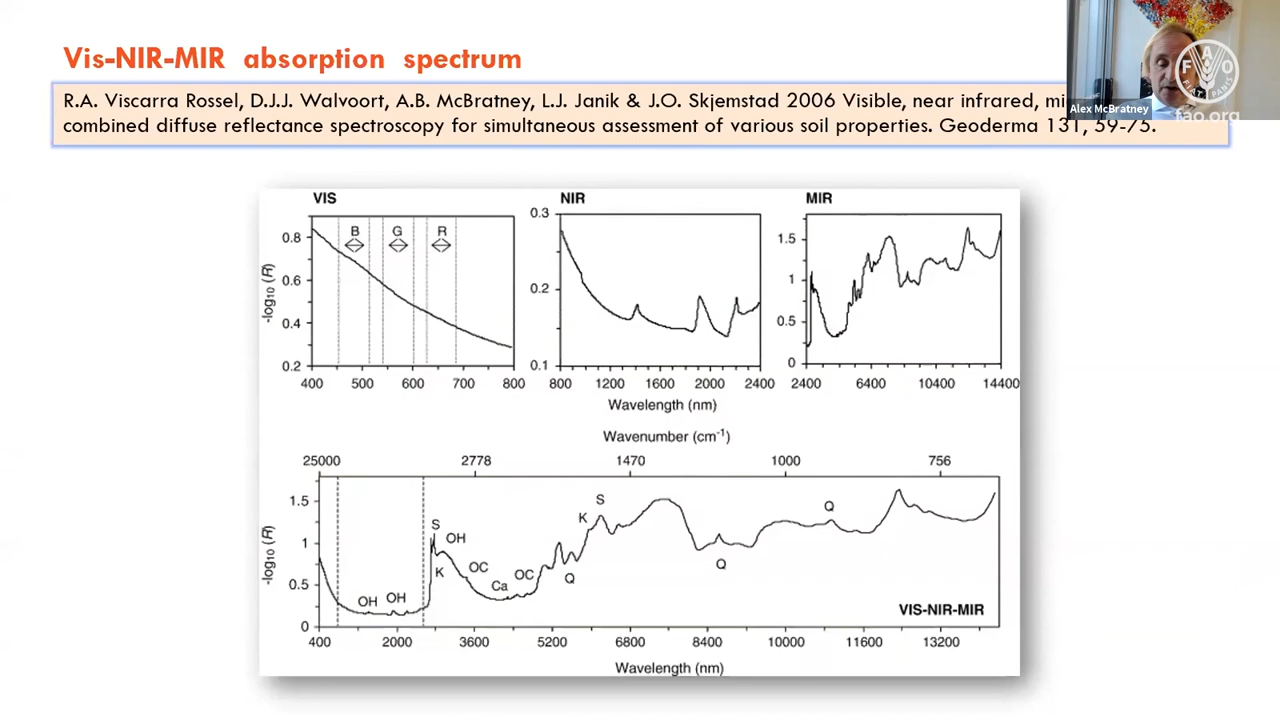 Vis-NIR-MIR absorption spectrum
R.A. Viscarra Rossel, D.J.J. Walvoort, A.B. McBratney, L.J. Janik & J.O. Skjemstad 2006 Visible, near infrared, mi
combined diffuse reflectance spectroscopy for simultaneous assessment of various soil properties. Geoderma 131, 59-75.
Alex McBratney
F A O
FIAT PANIS
fao.org
VIS
NIR
MIR
B G R
-log10 (R)
0.8
0.6
0.4
0.2
400 500 600 700 800
0.3
0.2
0.1
800 1200 1600 2000 2400
1.5
1
0.5
0
2400 6400 10400 14400
Wavelength (nm)
Wavenumber (cm-1)
25000 2778 1470 1000 756
-log10 (R)
1.5
1
0.5
0
OH OH S K OH OC Ca OC Q K S Q Q
VIS-NIR-MIR
400 2000 3600 5200 6800 8400 10000 11600 13200
Wavelength (nm)